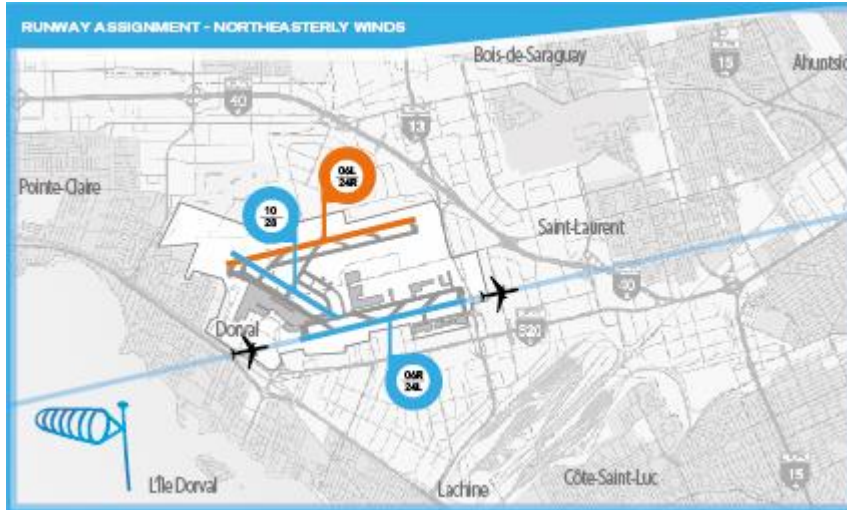 RUNWAY ASSIGNMENT - NORTHEASTERLY WINDS
Bois-de-Saraguay
15
Ahuntsic
40
13
Pointe-Claire
06L
24R
10
28
Saint-Laurent
40
Dorval
520
06R
24L
L'Île Dorval
Lachine
Côte-Saint-Luc
15